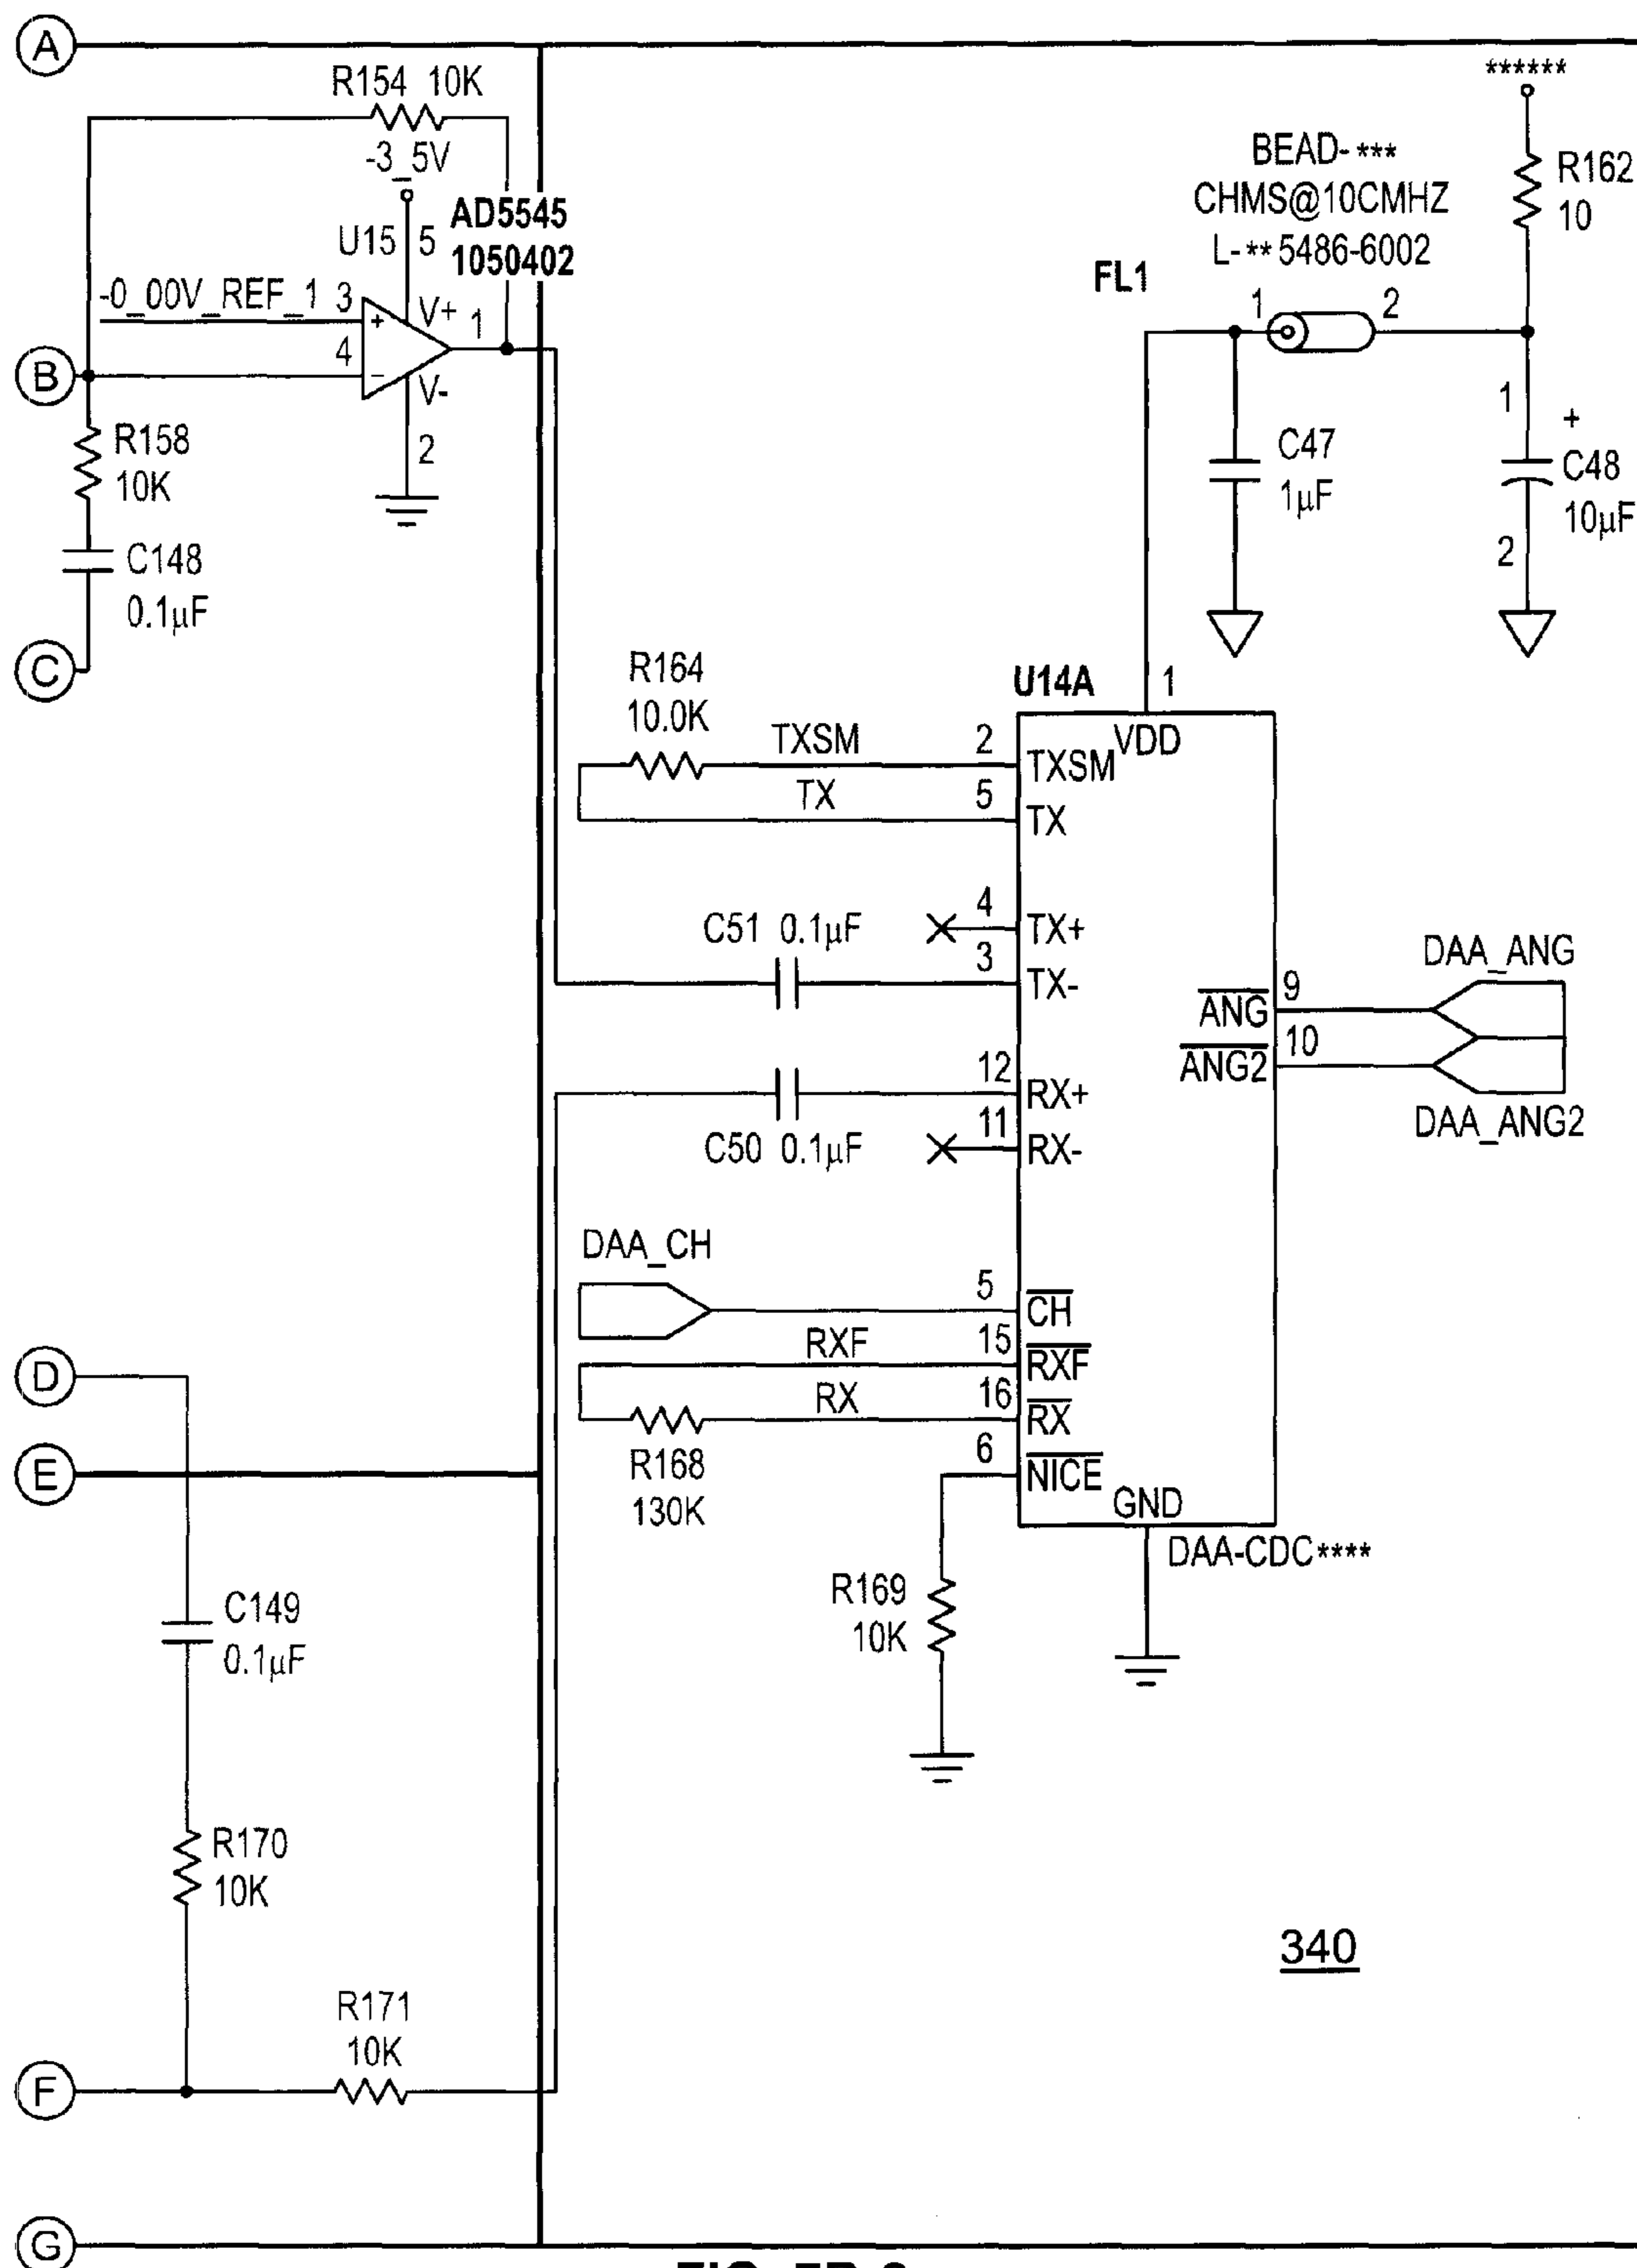 A
R154 10K
-3_5V
AD5545
1050402
U15
5
-0_00V_REF_1
3
+
V+
1
4
-
V-
2
B
R158
10K
C148
0.1μF
C
******
R162
10
BEAD-***
CHMS@10CMHZ
L-**5486-6002
FL1
1
2
C47
1μF
1
+
C48
10μF
2
U14A
1
VDD
R164
10.0K
TXSM
2
TXSM
TX
5
TX
4
TX+
C51 0.1μF
3
TX-
12
RX+
C50 0.1μF
11
RX-
ANG
9
DAA_ANG
ANG2
10
DAA_ANG2
DAA_CH
5
CH
RXF
15
RXF
RX
16
RX
R168
130K
6
NICE
GND
DAA-CDC****
R169
10K
D
E
C149
0.1μF
R170
10K
R171
10K
F
340
G